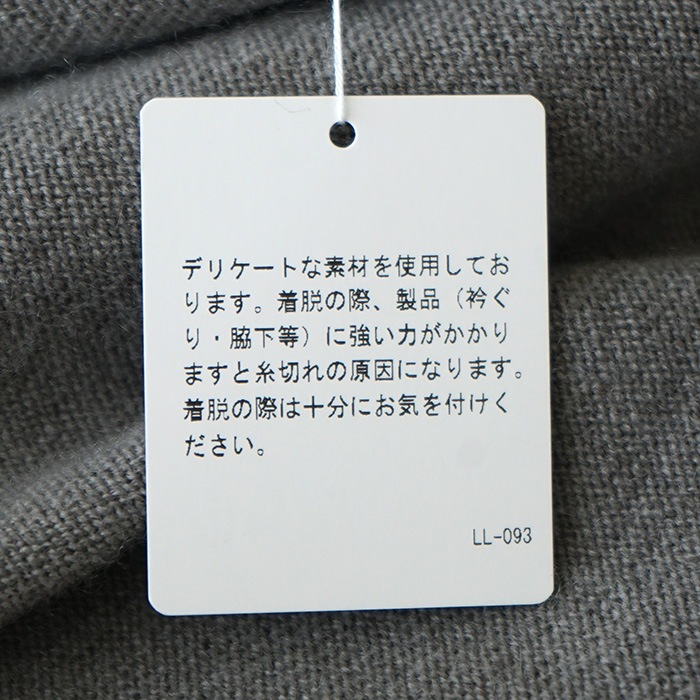 デリケートな素材を使用してお
ります。着脱の際、製品（衿ぐ
り・脇下等）に強い力がかかり
ますと糸切れの原因になります。
着脱の際は十分にお気を付けく
ださい。
LL-093